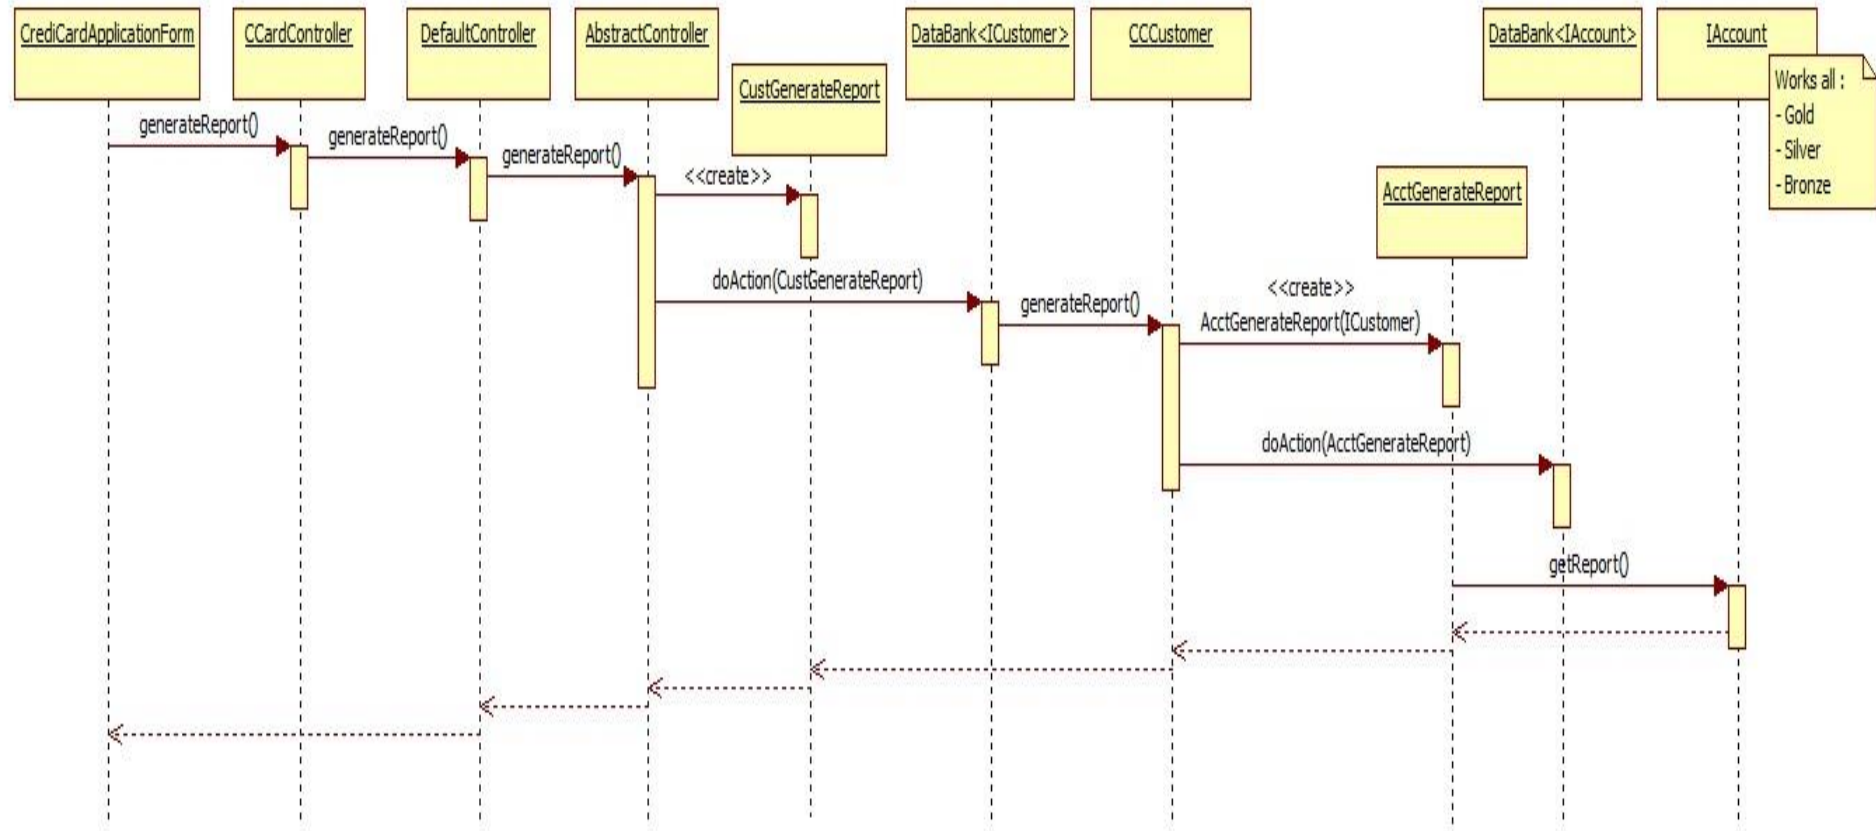 CrediCardApplicationForm
CCardController
DefaultController
AbstractController
DataBank<ICustomer>
CCCustomer
DataBank<IAccount>
IAccount
CustGenerateReport
Works all :
- Gold
- Silver
- Bronze
generateReport()
generateReport()
generateReport()
<<create>>
AcctGenerateReport
doAction(CustGenerateReport)
generateReport()
<<create>>
AcctGenerateReport(ICustomer)
doAction(AcctGenerateReport)
getReport()